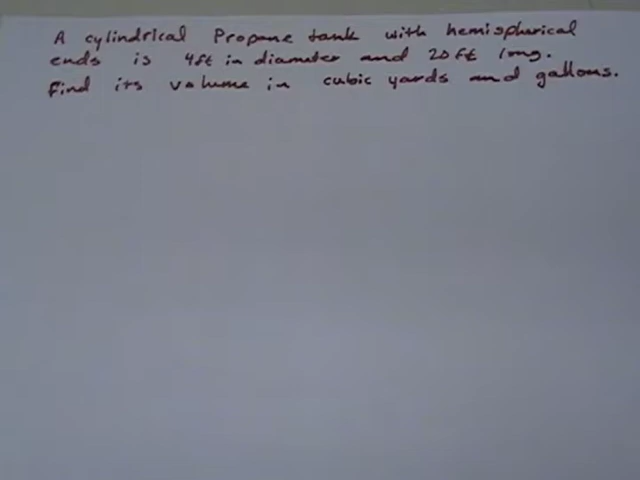 A cylindrical Propane tank with hemispherical
ends is 4ft in diameter and 20ft long.
Find its volume in cubic yards and gallons.